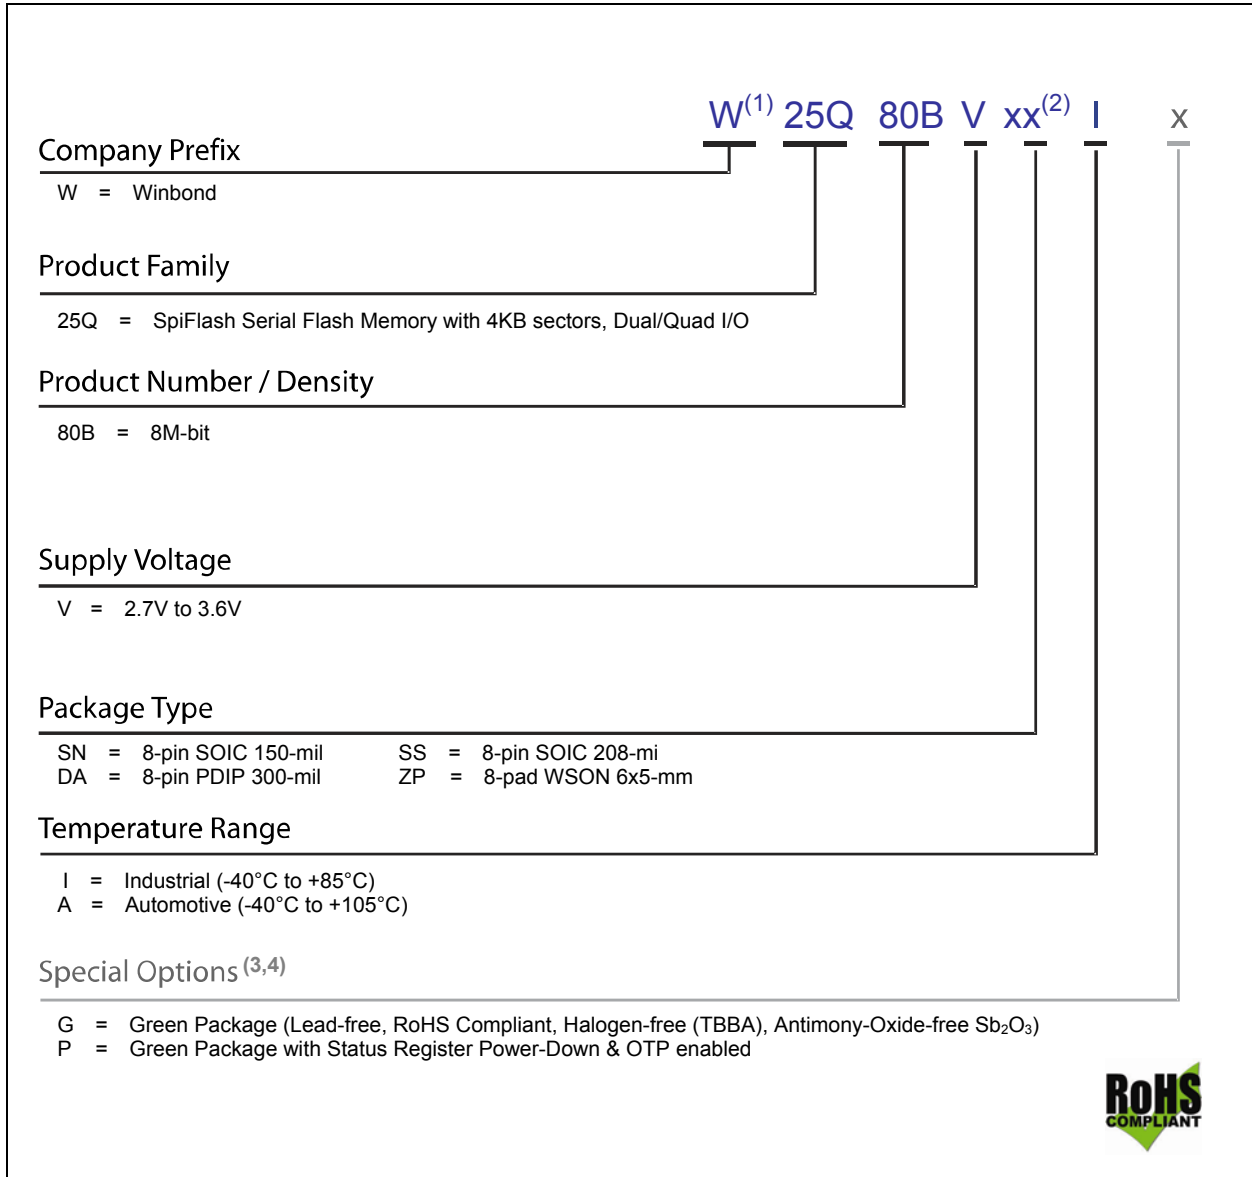 W(1) 25Q 80B V xx(2) I x
Company Prefix
W = Winbond
Product Family
25Q = SpiFlash Serial Flash Memory with 4KB sectors, Dual/Quad I/O
Product Number / Density
80B = 8M-bit
Supply Voltage
V = 2.7V to 3.6V
Package Type
SN = 8-pin SOIC 150-mil SS = 8-pin SOIC 208-mi
DA = 8-pin PDIP 300-mil ZP = 8-pad WSON 6x5-mm
Temperature Range
I = Industrial (-40°C to +85°C)
A = Automotive (-40°C to +105°C)
Special Options (3,4)
G = Green Package (Lead-free, RoHS Compliant, Halogen-free (TBBA), Antimony-Oxide-free Sb₂O₃)
P = Green Package with Status Register Power-Down & OTP enabled
RoHS
COMPLIANT